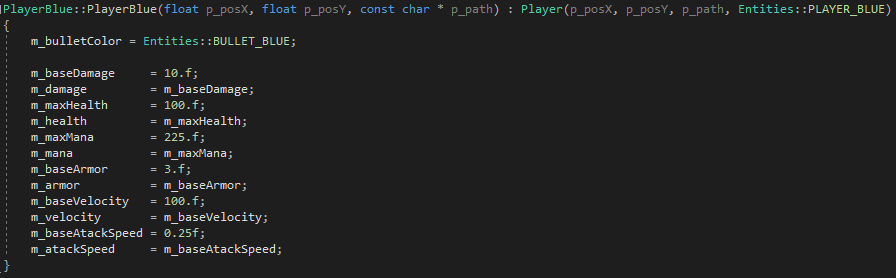 PlayerBlue::PlayerBlue(float p_posX, float p_posY, const char * p_path) : Player(p_posX, p_posY, p_path, Entities::PLAYER_BLUE)
{
m_bulletColor = Entities::BULLET_BLUE;
m_baseDamage = 10.f;
m_damage = m_baseDamage;
m_maxHealth = 100.f;
m_health = m_maxHealth;
m_maxMana = 225.f;
m_mana = m_maxMana;
m_baseArmor = 3.f;
m_armor = m_baseArmor;
m_baseVelocity = 100.f;
m_velocity = m_baseVelocity;
m_baseAtackSpeed = 0.25f;
m_atackSpeed = m_baseAtackSpeed;
}